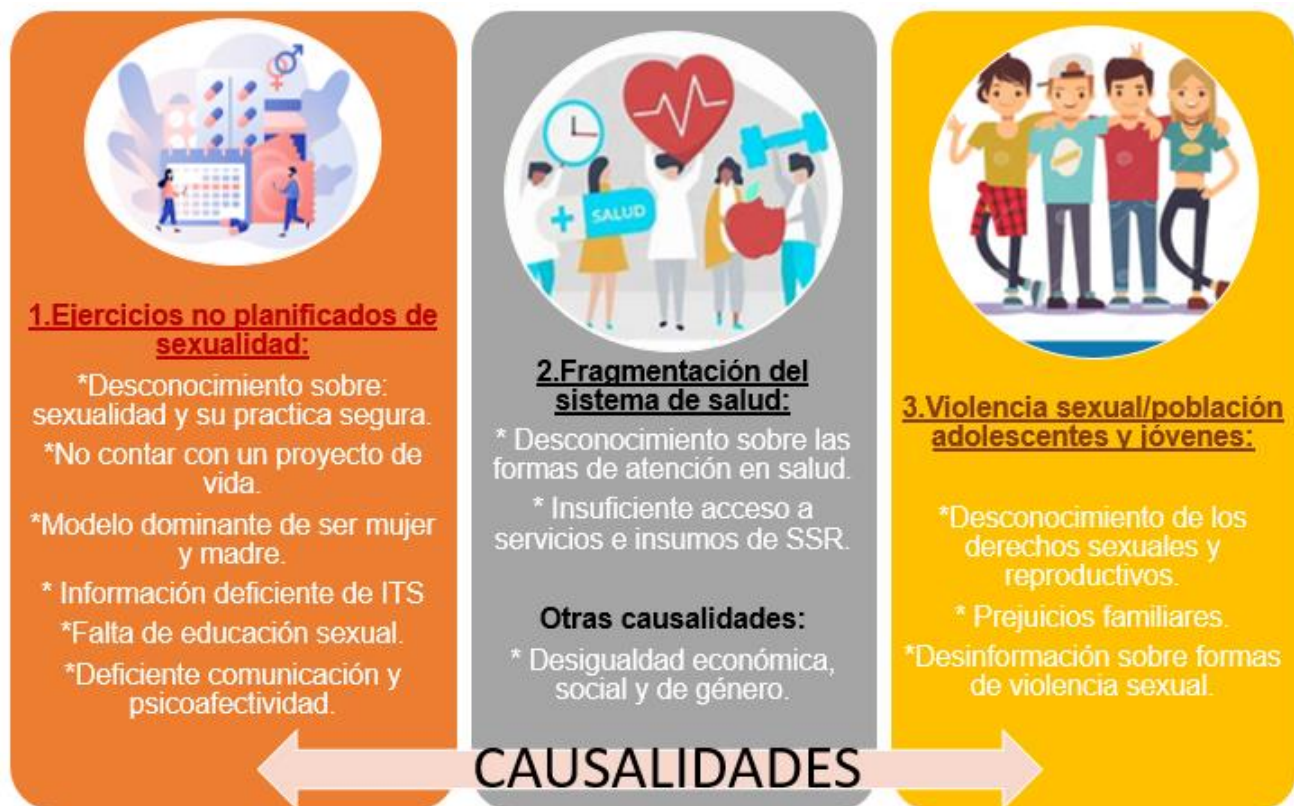 SALUD
1.Ejercicios no planificados de
sexualidad:
*Desconocimiento sobre:
sexualidad y su practica segura.
*No contar con un proyecto de
vida.
*Modelo dominante de ser mujer
y madre.
* Información deficiente de ITS
*Falta de educación sexual.
*Deficiente comunicación y
psicoafectividad.
2.Fragmentación del
sistema de salud:
* Desconocimiento sobre las
formas de atención en salud.
* Insuficiente acceso a
servicios e insumos de SSR.
Otras causalidades:
* Desigualdad económica,
social y de género.
3.Violencia sexual/población
adolescentes y jóvenes:
*Desconocimiento de los
derechos sexuales y
reproductivos.
* Prejuicios familiares.
*Desinformación sobre formas
de violencia sexual.
CAUSALIDADES